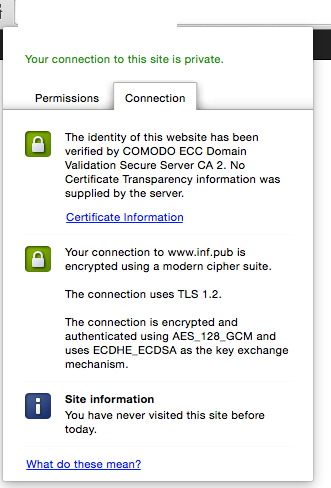 Your connection to this site is private.
Permissions
Connection
The identity of this website has been
verified by COMODO ECC Domain
Validation Secure Server CA 2. No
Certificate Transparency information was
supplied by the server.
Certificate Information
Your connection to www.inf.pub is
encrypted using a modern cipher suite.
The connection uses TLS 1.2.
The connection is encrypted and
authenticated using AES_128_GCM and
uses ECDHE_ECDSA as the key exchange
mechanism.
Site information
You have never visited this site before
today.
What do these mean?